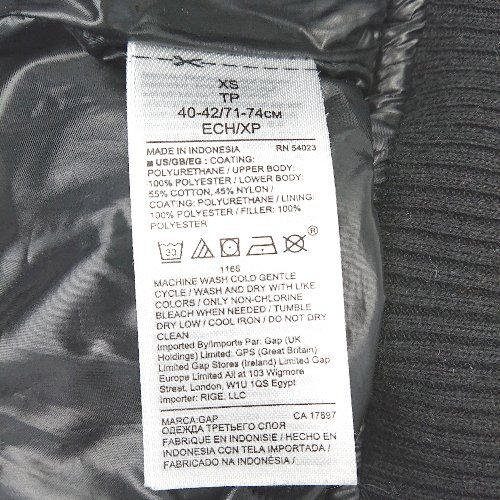 XS
TP
40-42/71-74CM
ECH/XP
MADE IN INDONESIA RN 54023
■ US/GB/EG : COATING:
POLYURETHANE / UPPER BODY:
100% POLYESTER / LOWER BODY:
55% COTTON, 45% NYLON /
COATING: POLYURETHANE / LINING:
100% POLYESTER / FILLER: 100%
POLYESTER
30 ®
1166
MACHINE WASH COLD GENTLE
CYCLE / WASH AND DRY WITH LIKE
COLORS / ONLY NON-CHLORINE
BLEACH WHEN NEEDED / TUMBLE
DRY LOW / COOL IRON / DO NOT DRY
CLEAN
Imported By/Importe Par: Gap (UK
Holdings) Limited: GPS (Great Britain)
Limited Gap Stores (Ireland) Limited Gap
Europe Limited All at 103 Wigmore
Street, London, W1U 1QS Egypt
Importer: RIGE, LLC
MARCA:GAP CA 17897
ОДЕЖДА ТРЕТЬЕГО СЛОЯ
FABRIQUE EN INDONISIE / HECHO EN
INDONESIA CON TELA IMPORTADA /
FABRICADO NA INDONÉSIA /